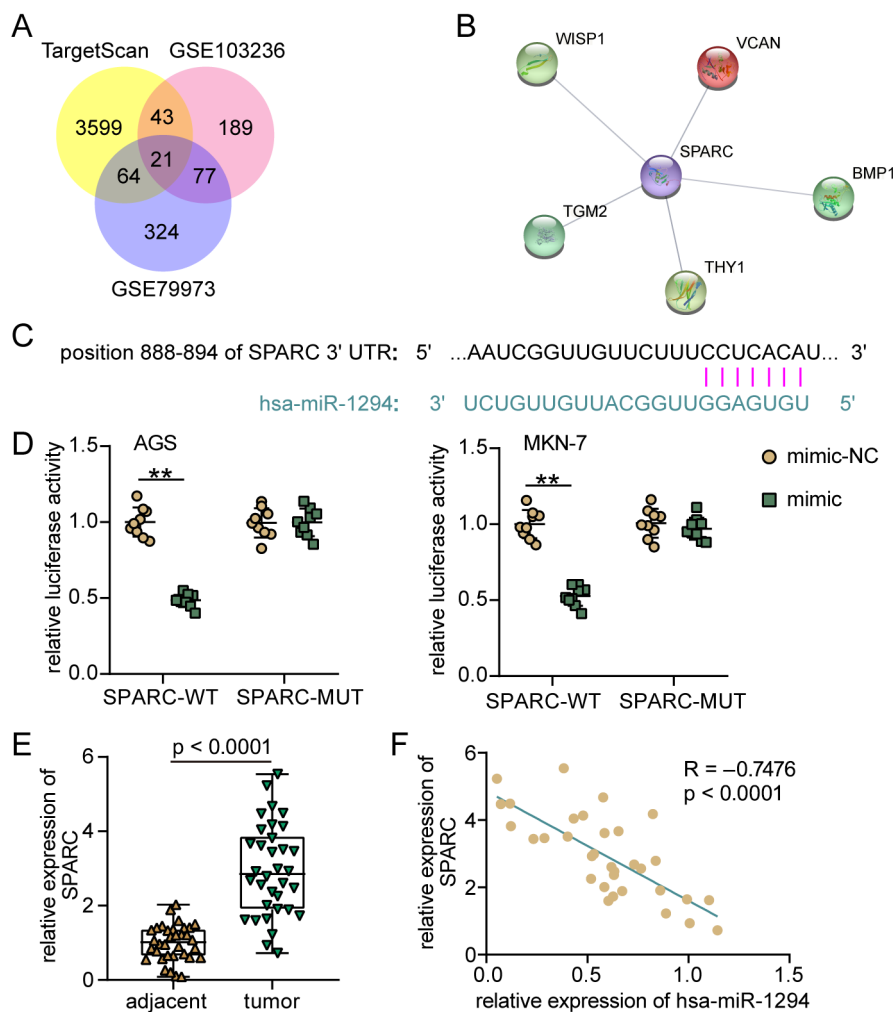 A
TargetScan
GSE103236
3599
43
189
21
64
77
324
GSE79973
B
WISP1
VCAN
SPARC
BMP1
TGM2
THY1
C
position 888-894 of SPARC 3' UTR: 5' ...AAUCGGUUGUUCUUUCCUCACAU... 3'
hsa-miR-1294: 3' UCUGUUGUUACGGUUGGAGUGU 5'
D
AGS
relative luciferase activity
1.5
1.0
0.5
0.0
**
SPARC-WT
SPARC-MUT
MKN-7
relative luciferase activity
1.5
1.0
0.5
0.0
**
SPARC-WT
SPARC-MUT
mimic-NC
mimic
E
p < 0.0001
relative expression of
SPARC
6
4
2
0
adjacent
tumor
F
R = –0.7476
p < 0.0001
relative expression of
SPARC
6
4
2
0
0.0
0.5
1.0
1.5
relative expression of hsa-miR-1294